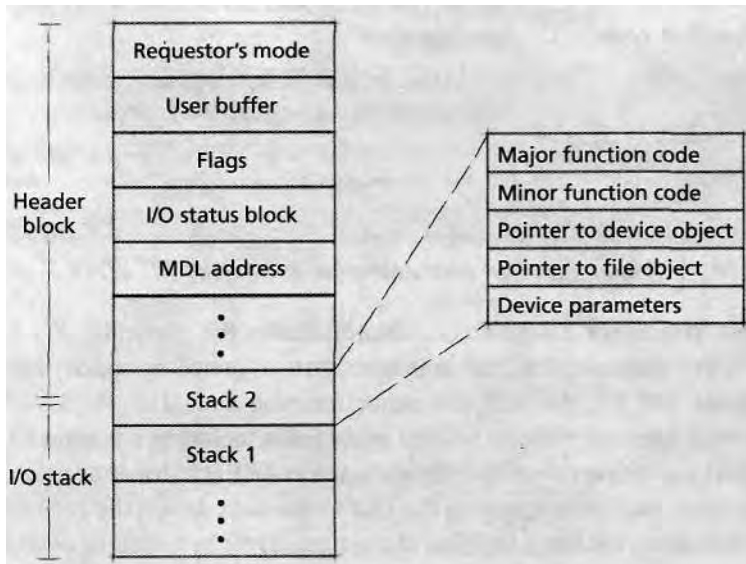 Requestor's mode
User buffer
Flags
I/O status block
MDL address
Stack 2
Stack 1
Header
block
I/O stack
Major function code
Minor function code
Pointer to device object
Pointer to file object
Device parameters